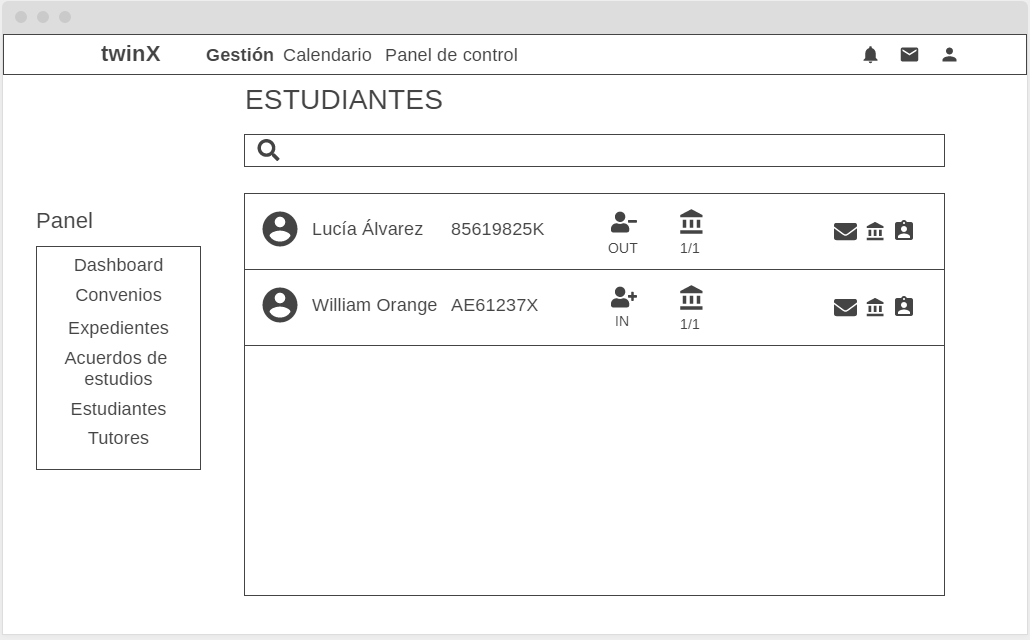 twinX Gestión Calendario Panel de control
ESTUDIANTES
Panel
Dashboard
Convenios
Expedientes
Acuerdos de
estudios
Estudiantes
Tutores
Lucía Álvarez 85619825K
OUT 1/1
William Orange AE61237X
IN 1/1